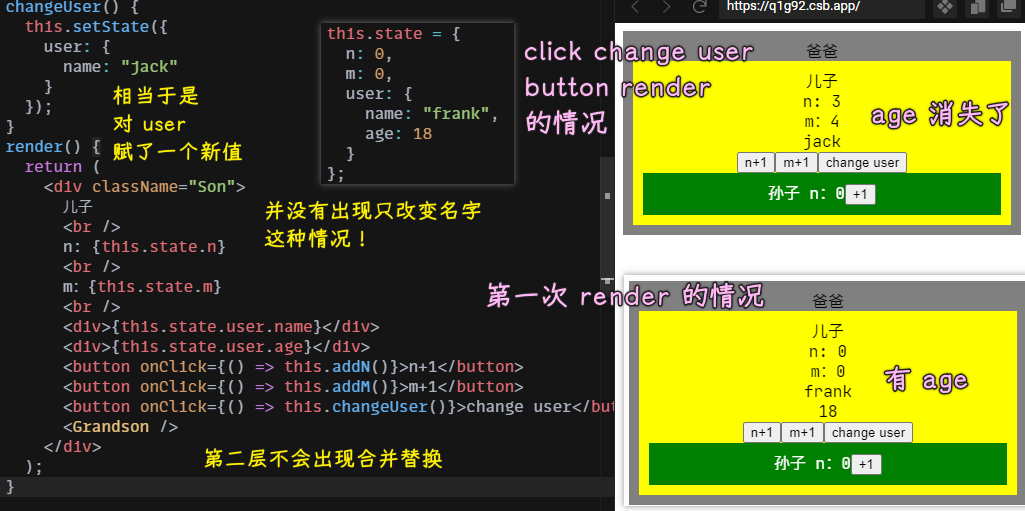 changeUser() {
this.setState({
user: {
name: "jack"
}
});
}
render() {
return (
<div className="Son">
儿子
<br />
n: {this.state.n}
<br />
m: {this.state.m}
<br />
<div>{this.state.user.name}</div>
<div>{this.state.user.age}</div>
<button onClick={() => this.addN()}>n+1</button>
<button onClick={() => this.addM()}>m+1</button>
<button onClick={() => this.changeUser()}>change user</bu
<Grandson />
</div>
);
}
相当于是
对 user
赋了一个新值
this.state = {
n: 0,
m: 0,
user: {
name: "frank",
age: 18
}
};
并没有出现只改变名字
这种情况！
第二层不会出现合并替换
click change user
button render
的情况
https://q1g92.csb.app/
爸爸
儿子
n: 3
m: 4
jack
n+1 m+1 change user
孙子 n: 0 +1
age 消失了
第一次 render 的情况
爸爸
儿子
n: 0
m: 0
frank
18
n+1 m+1 change user
孙子 n: 0 +1
有 age